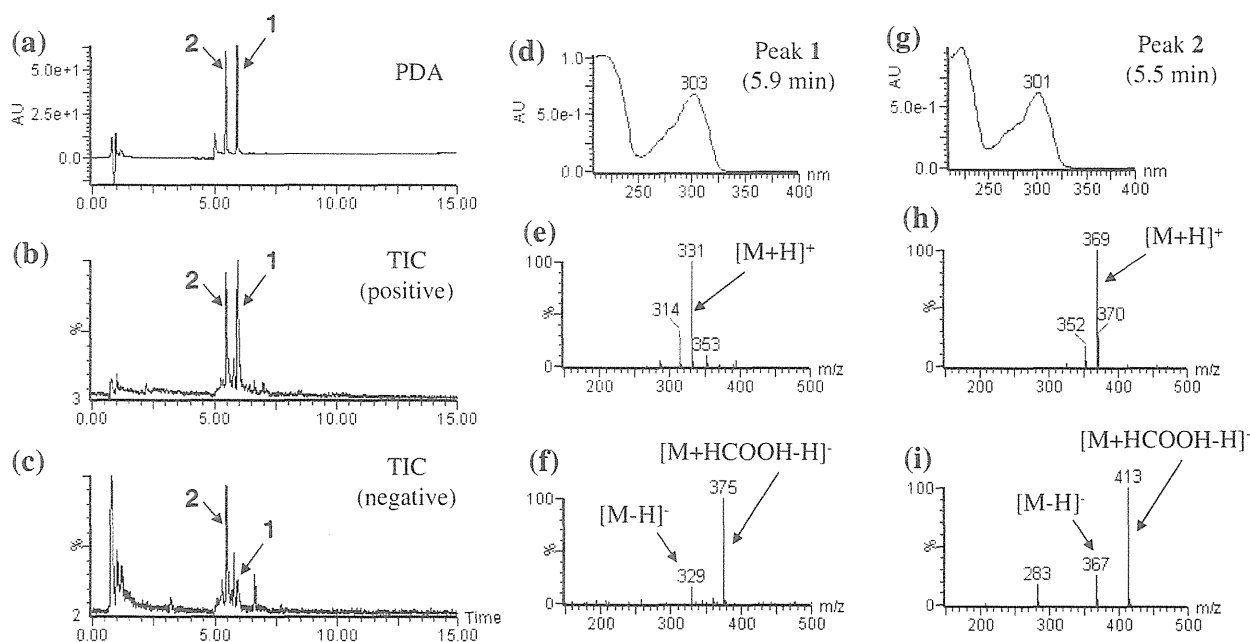 (a)
PDA
2
1
5.0e+1
2.5e+1
0.0
AU
0.00 5.00 10.00 15.00
(b)
TIC
(positive)
2
1
%
3
0.00 5.00 10.00 15.00
(c)
TIC
(negative)
2
1
%
2
0.00 5.00 10.00 15.00
Time
(d)
Peak 1
(5.9 min)
303
1.0
5.0e-1
0.0
AU
250 300 350 400
nm
(e)
[M+H]+
331
314
353
100
%
0
200 300 400 500
m/z
(f)
[M+HCOOH-H]-
375
[M-H]-
329
100
%
0
200 300 400 500
m/z
(g)
Peak 2
(5.5 min)
301
5.0e-1
0.0
AU
250 300 350 400
nm
(h)
[M+H]+
369
370
352
100
%
0
200 300 400 500
m/z
(i)
[M+HCOOH-H]-
413
[M-H]-
367
283
100
%
0
200 300 400 500
m/z